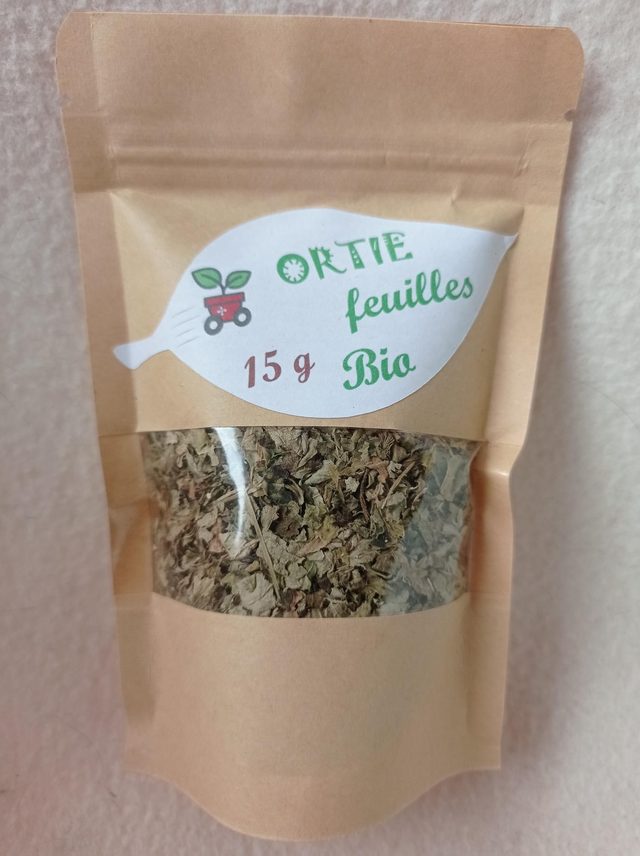 ORTIE
feuilles
15 g Bio